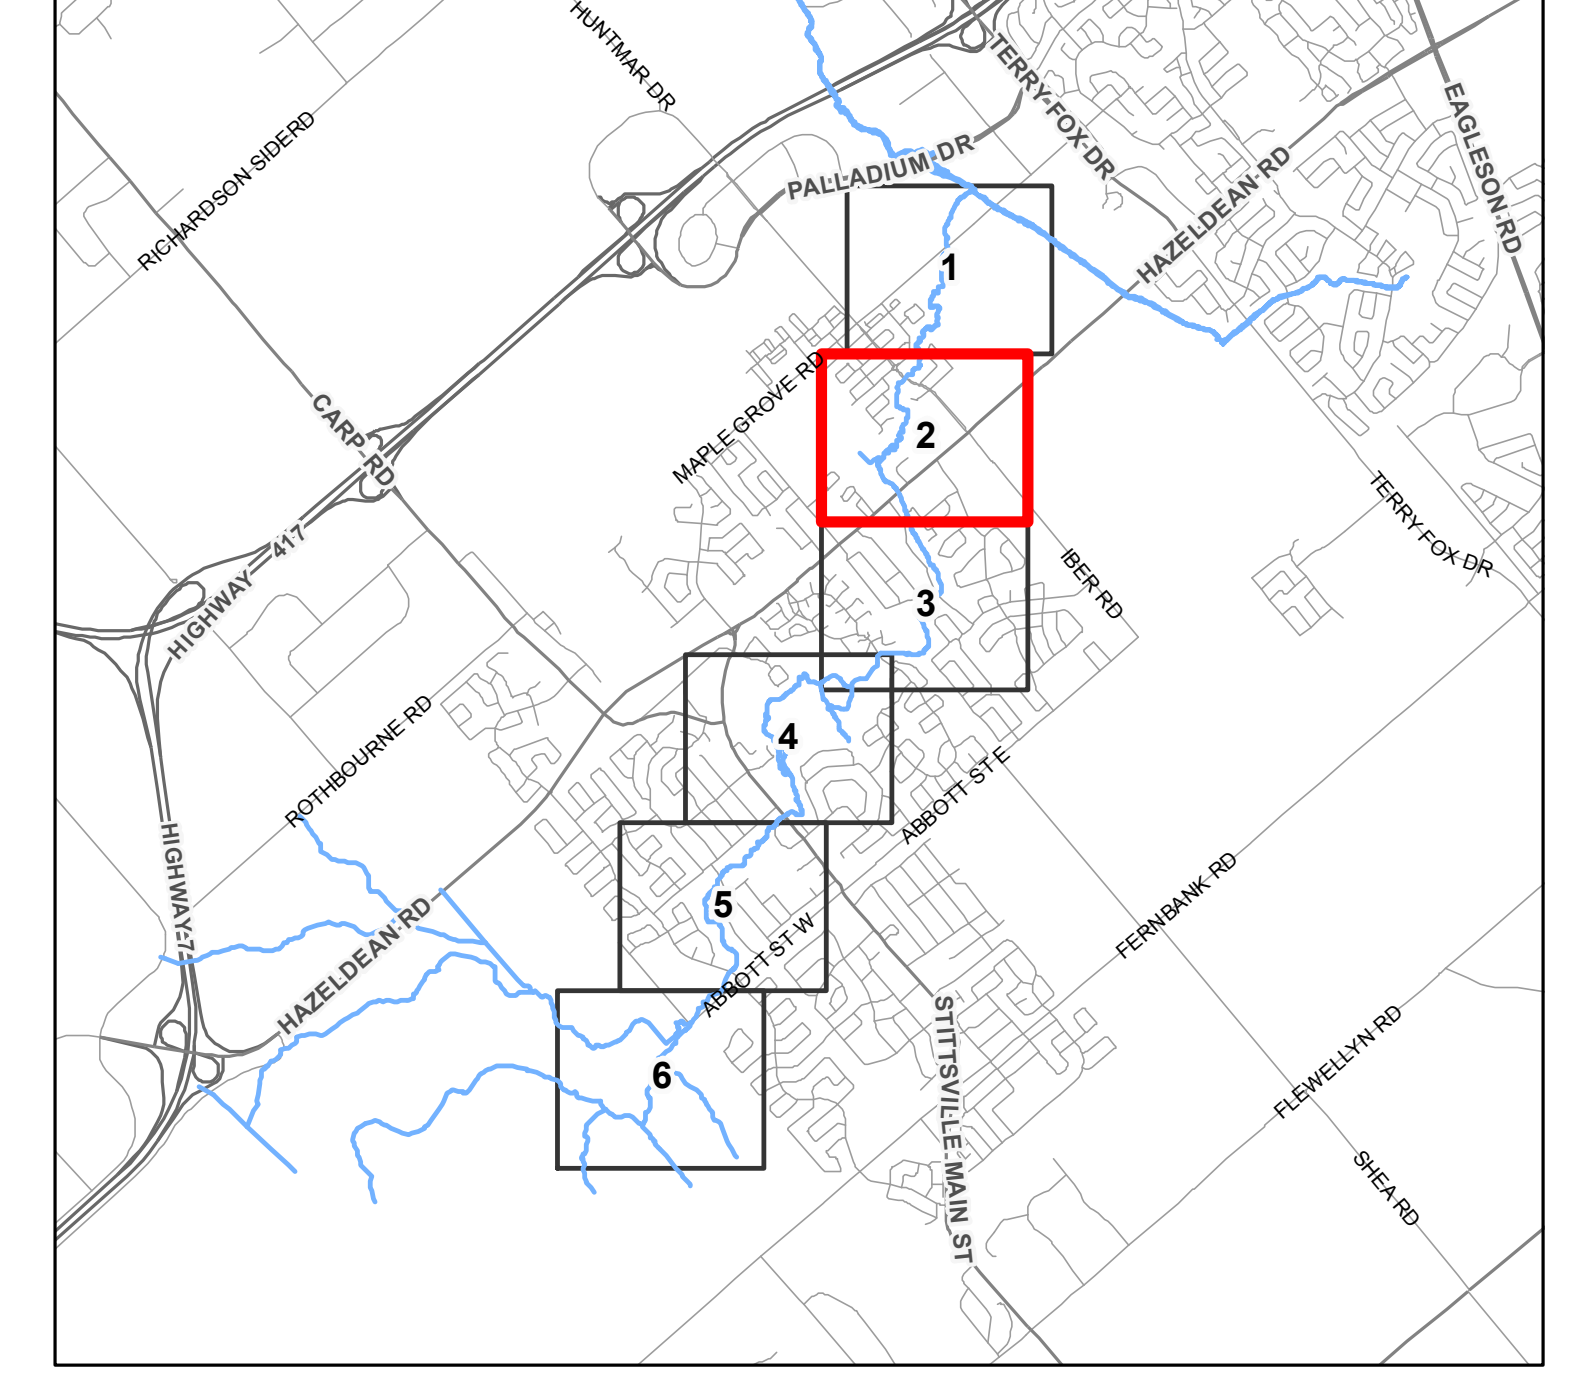 HUNTMAR DR
TERRY FOX DR
EAGLESON RD
RICHARDSON SIDERD
PALLADIUM DR
HAZELDEAN RD
1
MAPLE GROVE RD
2
CARP RD
TERRY FOX DR
HIGHWAY 417
IBER RD
3
ROTHBOURNE RD
4
ABBOTT ST E
HIGHWAY 7
5
FERNBANK RD
HAZELDEAN RD
ABBOTT ST W
STITTSVILLE MAIN ST
6
FLEWELLYN RD
SHEA RD